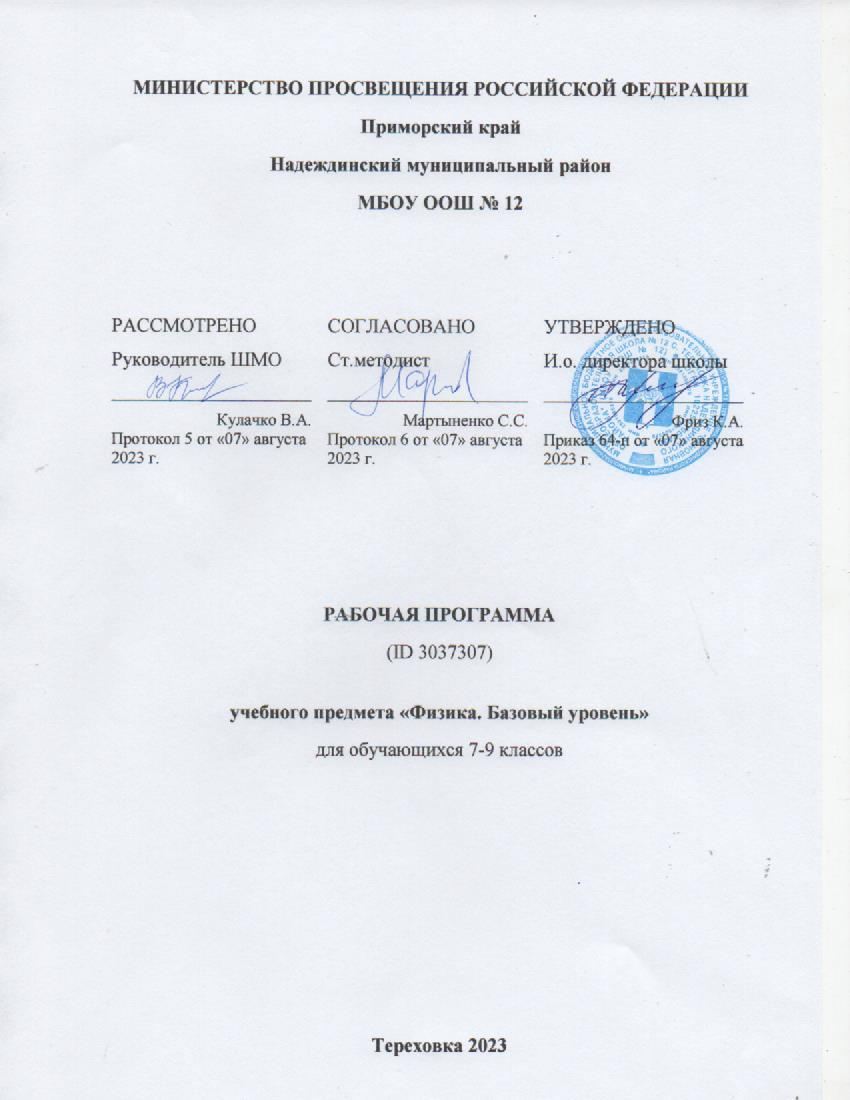 МИНИСТЕРСТВО ПРОСВЕЩЕНИЯ РОССИЙСКОЙ ФЕДЕРАЦИИ
Приморский край
Надеждинский муниципальный район
МБОУ ООШ № 12
РАССМОТРЕНО
Руководитель ШМО
Кулачко В.А.
Протокол 5 от «07» августа
2023 г.
СОГЛАСОВАНО
Ст.методист
Мартыненко С.С.
Протокол 6 от «07» августа
2023 г.
УТВЕРЖДЕНО
И.о. директора школы
Фриз К.А.
Приказ 64-п от «07» августа
2023 г.
РАБОЧАЯ ПРОГРАММА
(ID 3037307)
учебного предмета «Физика. Базовый уровень»
для обучающихся 7-9 классов
Тереховка 2023